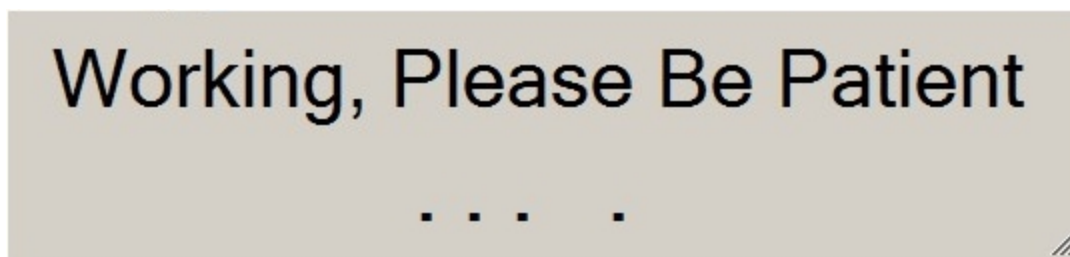 Working, Please Be Patient
. . .   .